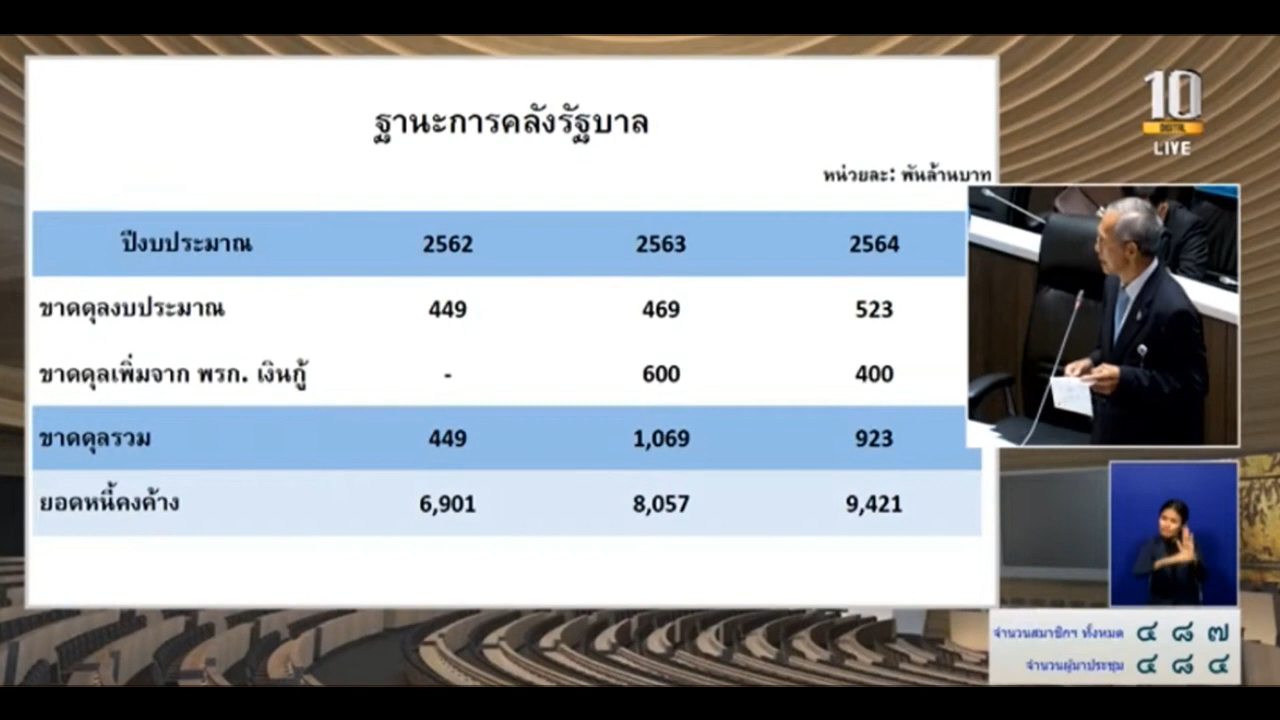 ฐานะการคลังรัฐบาล
หน่วยละ: พันล้านบาท
ปีงบประมาณ 2562 2563 2564
ขาดดุลงบประมาณ 449 469 523
ขาดดุลเพิ่มจาก พรก. เงินกู้ - 600 400
ขาดดุลรวม 449 1,069 923
ยอดหนี้คงค้าง 6,901 8,057 9,421
10
DIGITAL
LIVE
จำนวนสมาชิกฯ ทั้งหมด ๔ ๘ ๗
จำนวนผู้มาประชุม ๔ ๘ ๔